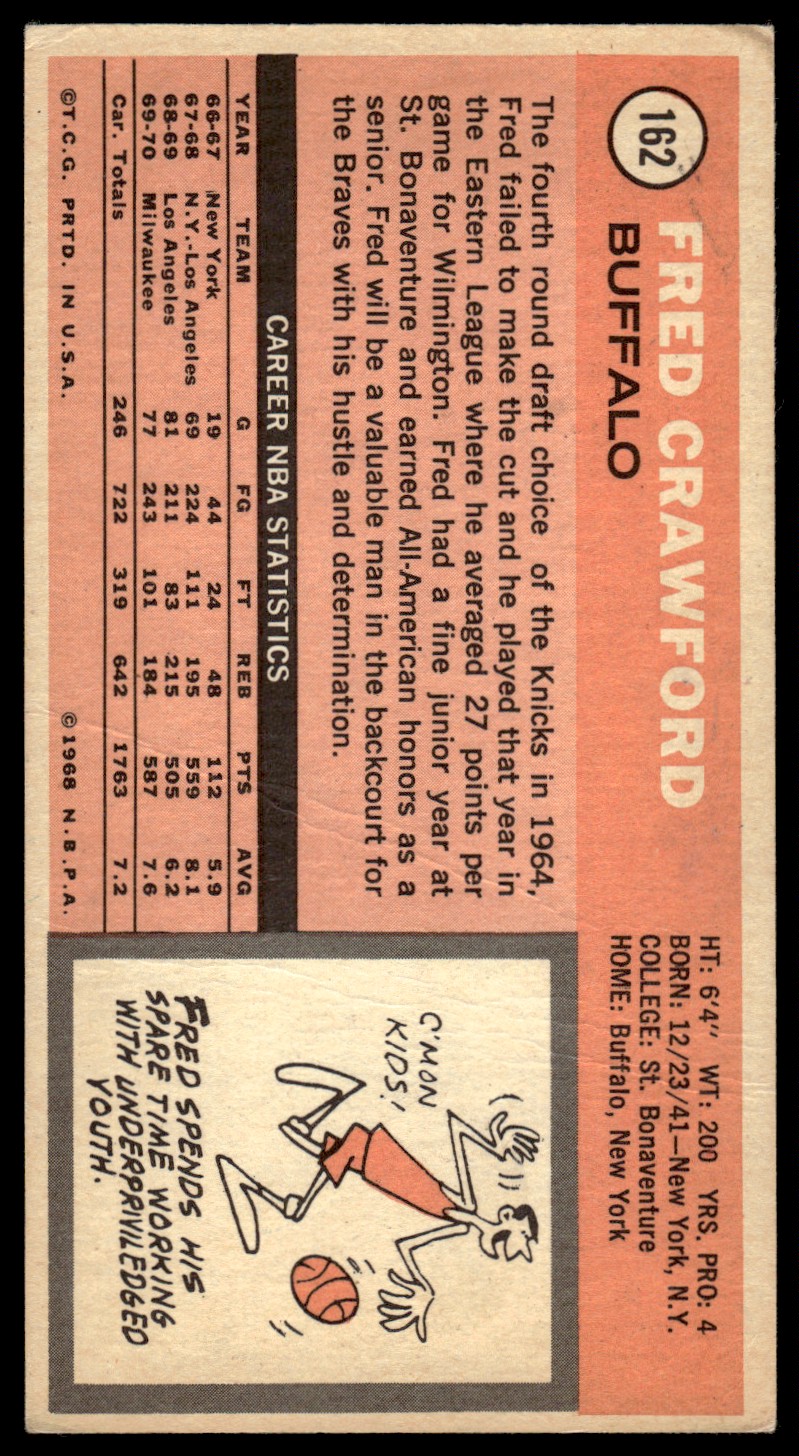 162
FRED CRAWFORD
BUFFALO
HT: 6'4" WT: 200 YRS. PRO: 4
BORN: 12/23/41—New York, N.Y.
COLLEGE: St. Bonaventure
HOME: Buffalo, New York
The fourth round draft choice of the Knicks in 1964,
Fred failed to make the cut and he played that year in
the Eastern League where he averaged 27 points per
game for Wilmington. Fred had a fine junior year at
St. Bonaventure and earned All-American honors as a
senior. Fred will be a valuable man in the backcourt for
the Braves with his hustle and determination.
CAREER NBA STATISTICS
YEAR TEAM G FG FT REB PTS AVG
66-67 New York 19 44 24 48 112 5.9
67-68 N.Y.-Los Angeles 69 224 111 195 559 8.1
68-69 Los Angeles 81 211 83 215 505 6.2
69-70 Milwaukee 77 243 101 184 587 7.6
Car. Totals 246 722 319 642 1763 7.2
©T.C.G. PRTD. IN U.S.A. ©1968 N.B.P.A.
C'MON
KIDS!
FRED SPENDS HIS
SPARE TIME WORKING
WITH UNDERPRIVILEDGED
YOUTH.